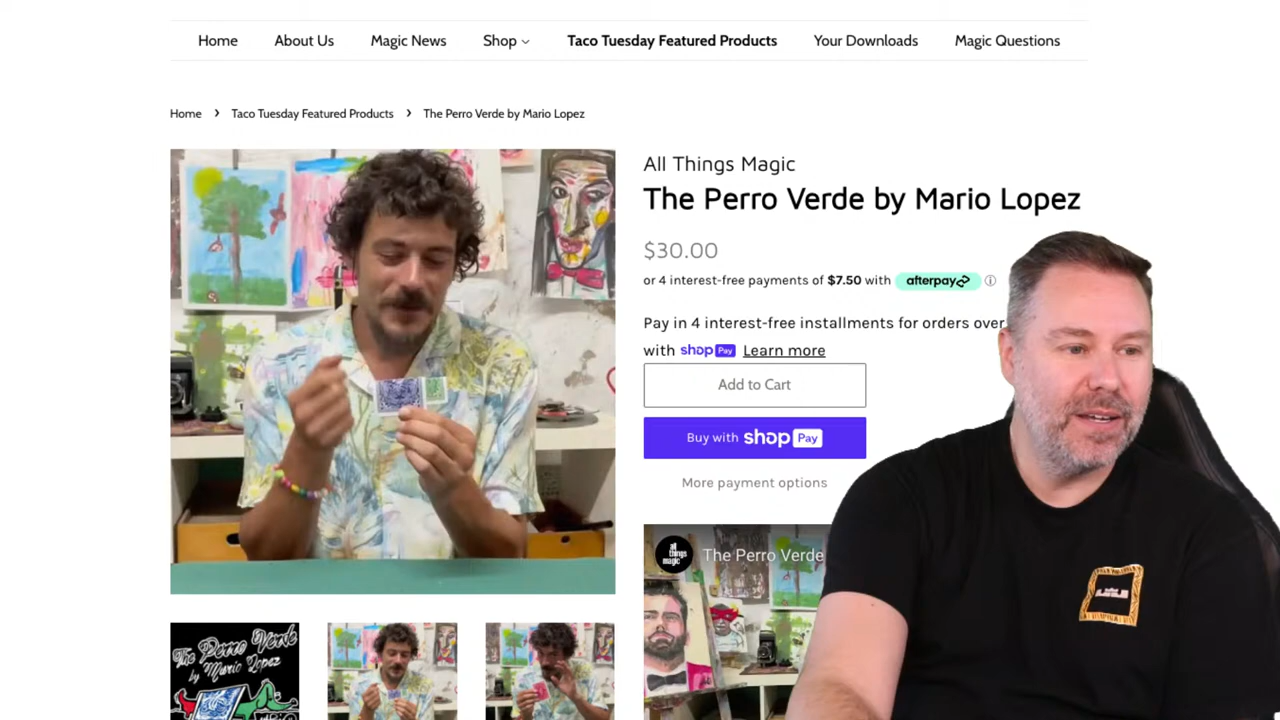 Home About Us Magic News Shop Taco Tuesday Featured Products Your Downloads Magic Questions
Home › Taco Tuesday Featured Products › The Perro Verde by Mario Lopez
All Things Magic
The Perro Verde by Mario Lopez
$30.00
or 4 interest-free payments of $7.50 with afterpay
Pay in 4 interest-free installments for orders over
with shop Pay Learn more
Add to Cart
Buy with shop Pay
More payment options
all things magic
The Perro Verde
The Perro Verde
by Mario Lopez